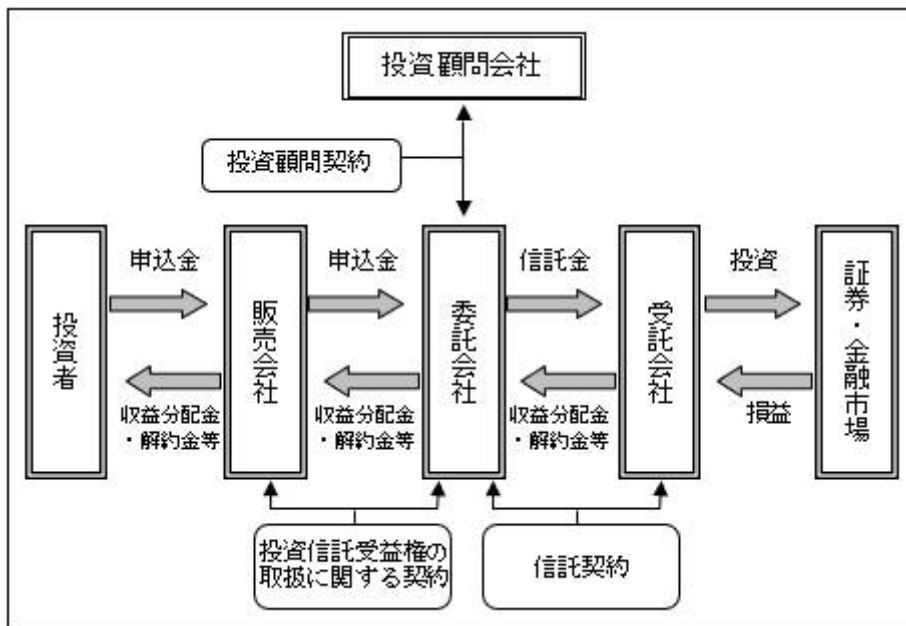 投資顧問会社
投資顧問契約
申込金
申込金
信託金
投資
投資者
販売会社
委託会社
受託会社
証券・金融市場
収益分配金
・解約金等
収益分配金
・解約金等
収益分配金
・解約金等
損益
投資信託受益権の
取扱に関する契約
信託契約